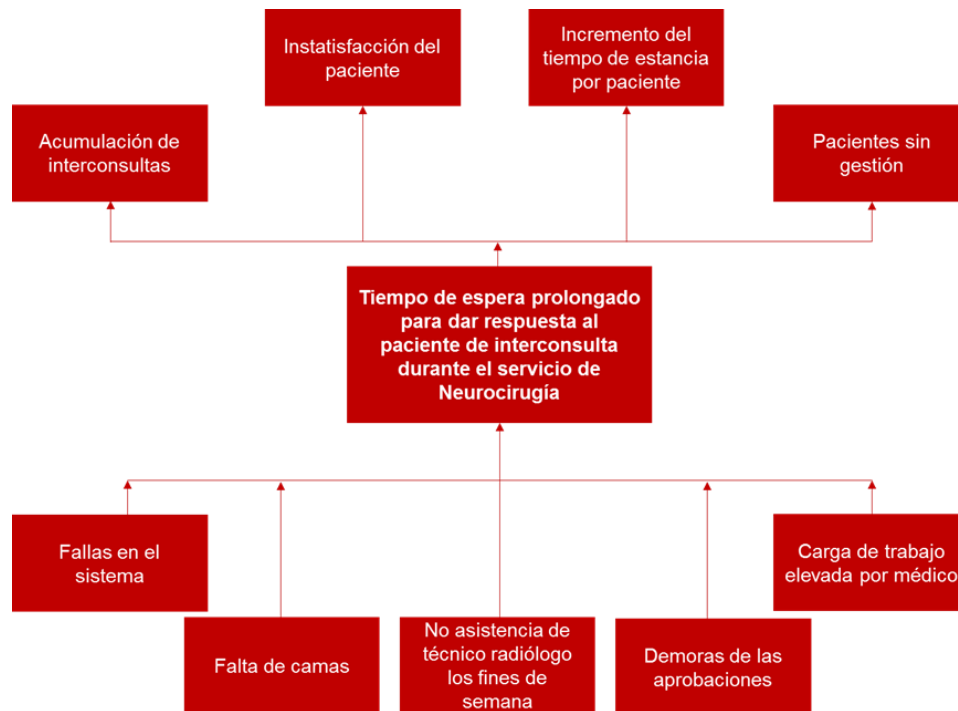 Instatisfacción del
paciente
Incremento del
tiempo de estancia
por paciente
Acumulación de
interconsultas
Pacientes sin
gestión
Tiempo de espera prolongado
para dar respuesta al
paciente de interconsulta
durante el servicio de
Neurocirugía
Fallas en el
sistema
Carga de trabajo
elevada por médico
Falta de camas
No asistencia de
técnico radiólogo
los fines de
semana
Demoras de las
aprobaciones